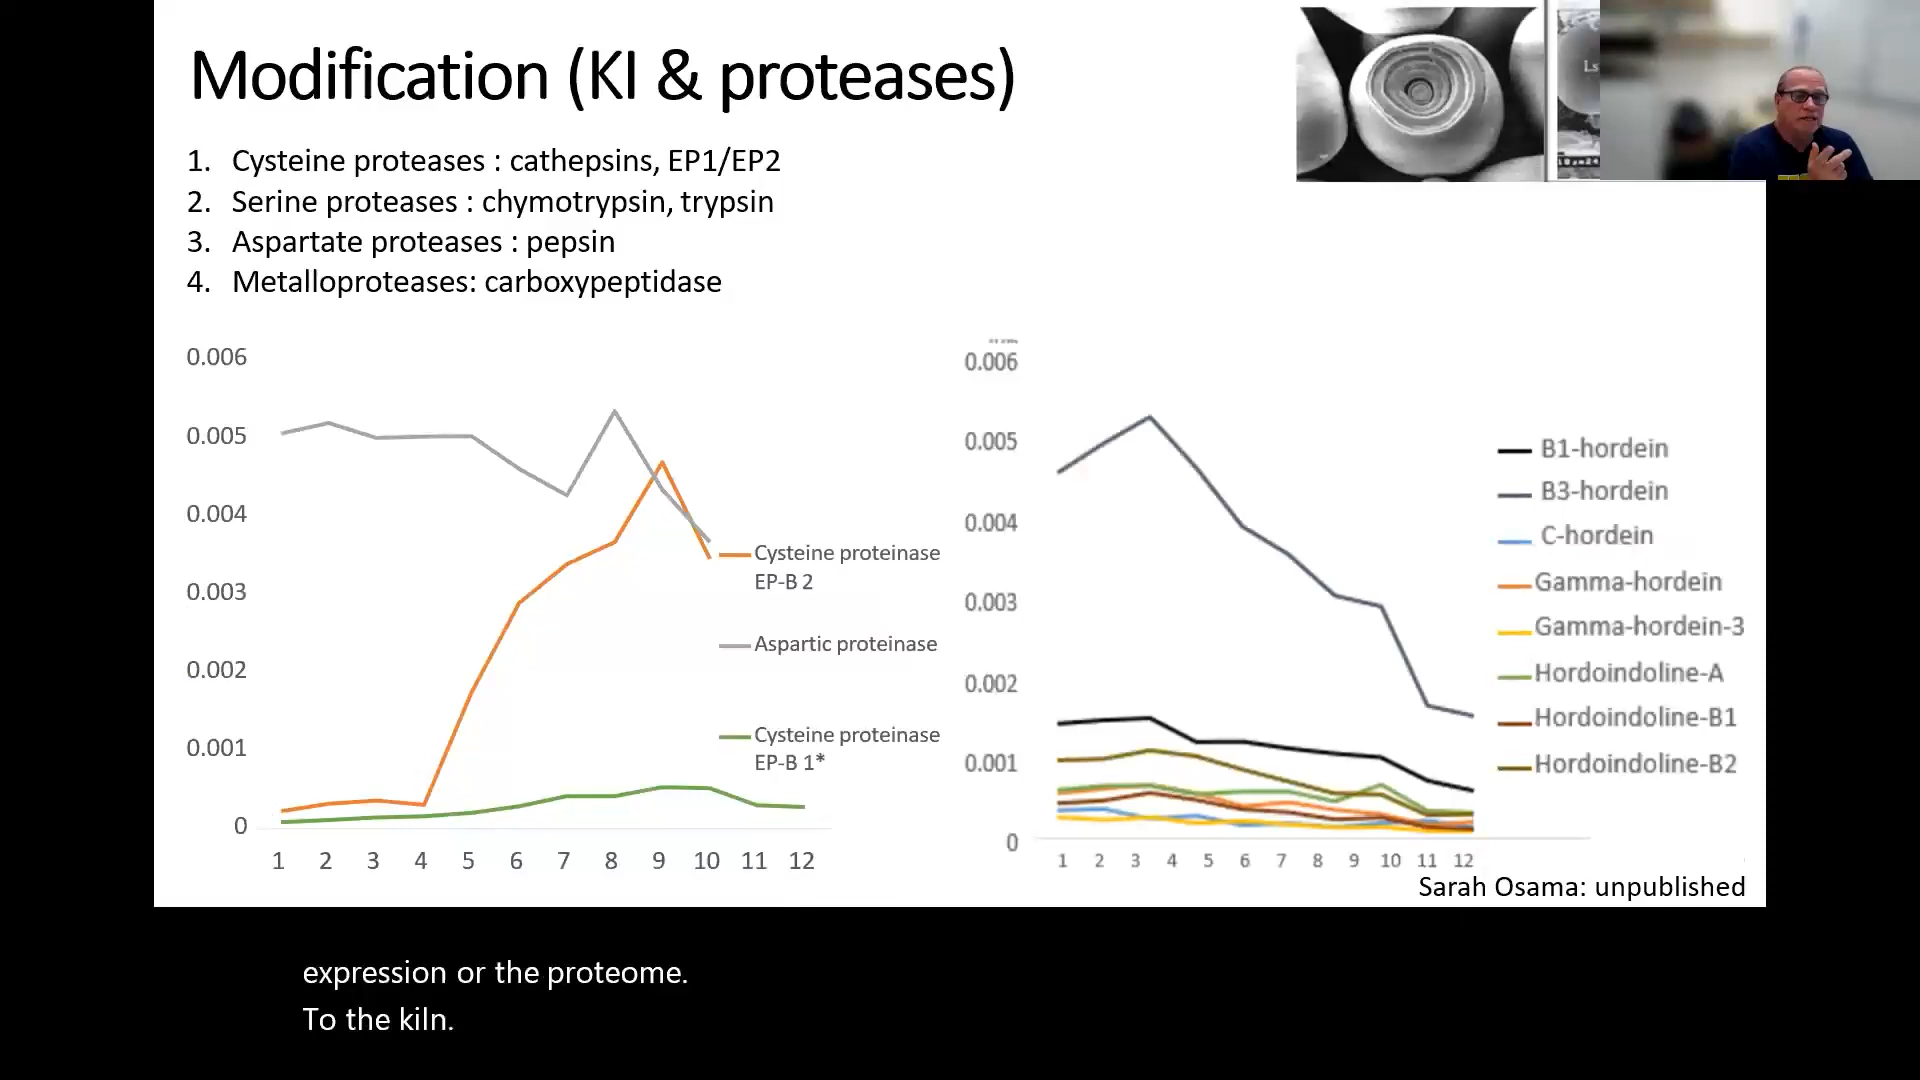 Modification (KI & proteases)
1. Cysteine proteases : cathepsins, EP1/EP2
2. Serine proteases : chymotrypsin, trypsin
3. Aspartate proteases : pepsin
4. Metalloproteases: carboxypeptidase
Ls
0.006
0.005
0.004
0.003
0.002
0.001
0
1 2 3 4 5 6 7 8 9 10 11 12
Cysteine proteinase
EP-B 2
Aspartic proteinase
Cysteine proteinase
EP-B 1*
0.006
0.005
0.004
0.003
0.002
0.001
0
1 2 3 4 5 6 7 8 9 10 11 12
B1-hordein
B3-hordein
C-hordein
Gamma-hordein
Gamma-hordein-3
Hordoindoline-A
Hordoindoline-B1
Hordoindoline-B2
Sarah Osama: unpublished
expression or the proteome.
To the kiln.